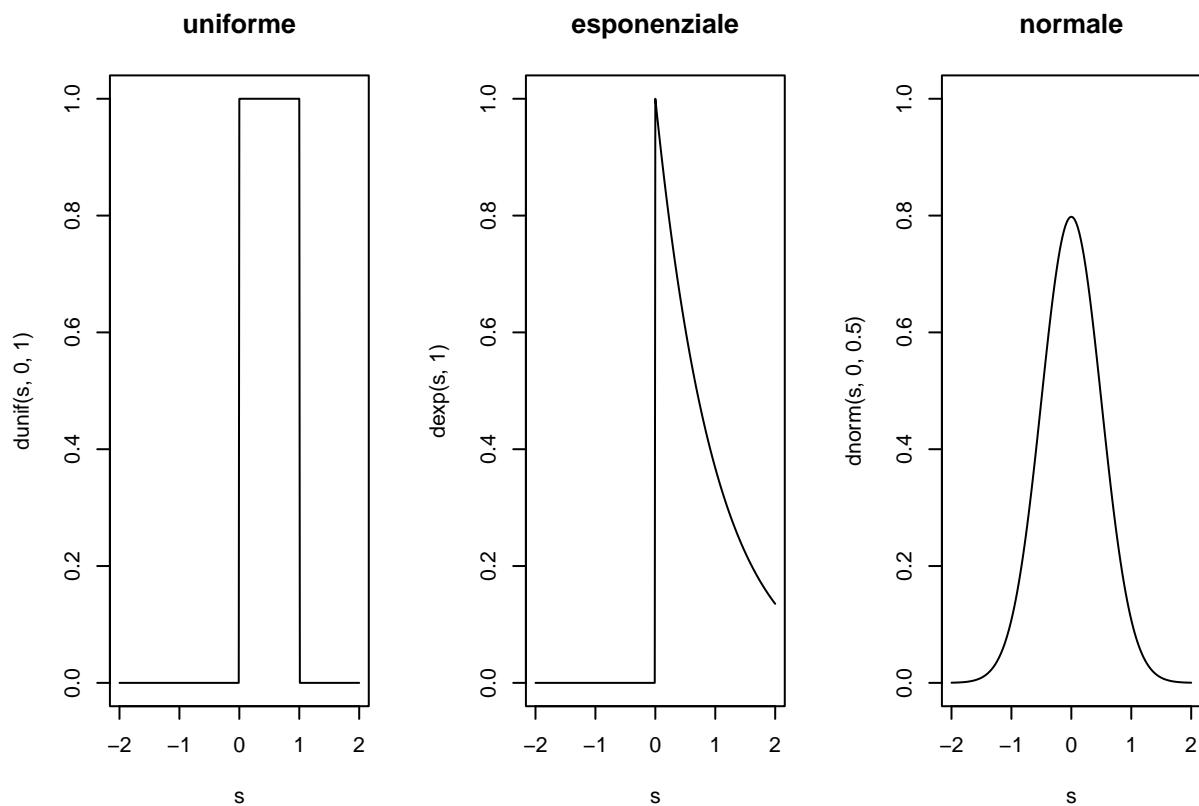 uniforme
dunif(s, 0, 1)
0.0 0.2 0.4 0.6 0.8 1.0
−2 −1 0 1 2
s
esponenziale
dexp(s, 1)
0.0 0.2 0.4 0.6 0.8 1.0
−2 −1 0 1 2
s
normale
dnorm(s, 0, 0.5)
0.0 0.2 0.4 0.6 0.8 1.0
−2 −1 0 1 2
s